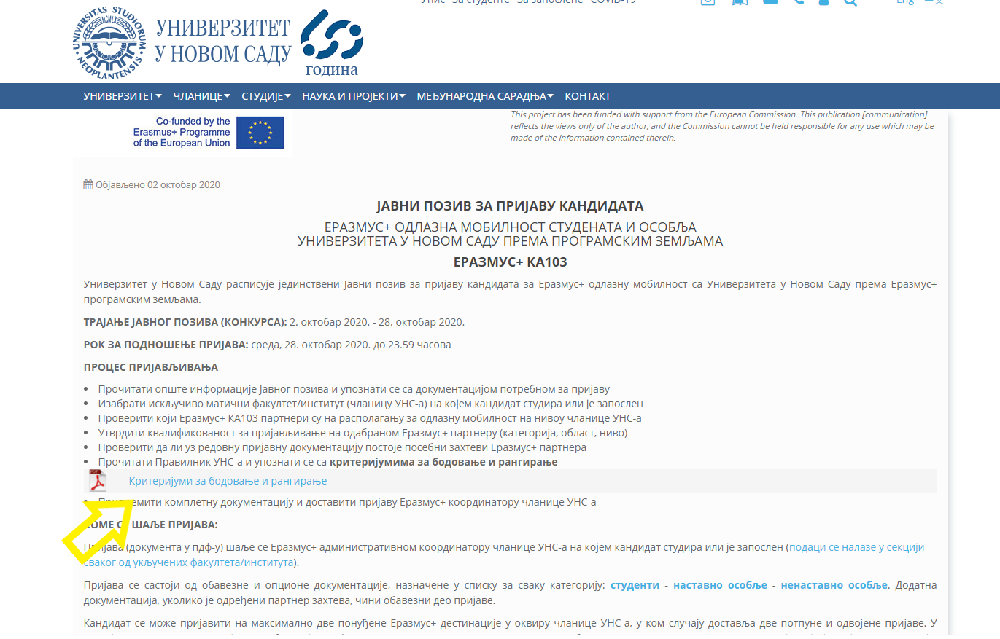 Упис За студенте За запослене COVID-19 Eng 中文
UNIVERSITAS STUDIORUM NEOPLANTENSIS
MCMLX
УНИВЕРЗИТЕТ
У НОВОМ САДУ
година
УНИВЕРЗИТЕТ ЧЛАНИЦЕ СТУДИЈЕ НАУКА И ПРОЈЕКТИ МЕЂУНАРОДНА САРАДЊА КОНТАКТ
Co-funded by the
Erasmus+ Programme
of the European Union
This project has been funded with support from the European Commission. This publication [communication]
reflects the views only of the author, and the Commission cannot be held responsible for any use which may be
made of the information contained therein.
Објављено 02 октобар 2020
ЈАВНИ ПОЗИВ ЗА ПРИЈАВУ КАНДИДАТА
ЕРАЗМУС+ ОДЛАЗНА МОБИЛНОСТ СТУДЕНАТА И ОСОБЉА
УНИВЕРЗИТЕТА У НОВОМ САДУ ПРЕМА ПРОГРАМСКИМ ЗЕМЉАМА
ЕРАЗМУС+ КА103
Универзитет у Новом Саду расписује јединствени Јавни позив за пријаву кандидата за Еразмус+ одлазну мобилност са Универзитета у Новом Саду према Еразмус+
програмским земљама.
ТРАЈАЊЕ ЈАВНОГ ПОЗИВА (КОНКУРСА): 2. октобар 2020. - 28. октобар 2020.
РОК ЗА ПОДНОШЕЊЕ ПРИЈАВА: среда, 28. октобар 2020. до 23.59 часова
ПРОЦЕС ПРИЈАВЉИВАЊА
• Прочитати опште информације Јавног позива и упознати се са документацијом потребном за пријаву
• Изабрати искључиво матични факултет/институт (чланицу УНС-а) на којем кандидат студира или је запослен
• Проверити који Еразмус+ КА103 партнери су на располагању за одлазну мобилност на нивоу чланице УНС-а
• Утврдити квалификованост за пријављивање на одабраном Еразмус+ партнеру (категорија, област, ниво)
• Проверити да ли уз редовну пријавну документацију постоје посебни захтеви Еразмус+ партнера
• Прочитати Правилник УНС-а и упознати се са критеријумима за бодовање и рангирање
Критеријуми за бодовање и рангирање
• Припремити комплетну документацију и доставити пријаву Еразмус+ координатору чланице УНС-а
КОМЕ СЕ ШАЉЕ ПРИЈАВА:
Пријава (документа у пдф-у) шаље се Еразмус+ административном координатору чланице УНС-а на којем кандидат студира или је запослен (подаци се налазе у секцији
сваког од укључених факултета/института).
Пријава се састоји од обавезне и опционе документације, назначене у списку за сваку категорију: студенти - наставно особље - ненаставно особље. Додатна
документација, уколико је одређени партнер захтева, чини обавезни део пријаве.
Кандидат се може пријавити на максимално две понуђене Еразмус+ дестинације у оквиру чланице УНС-а, у ком случају доставља две потпуне и одвојене пријаве. У